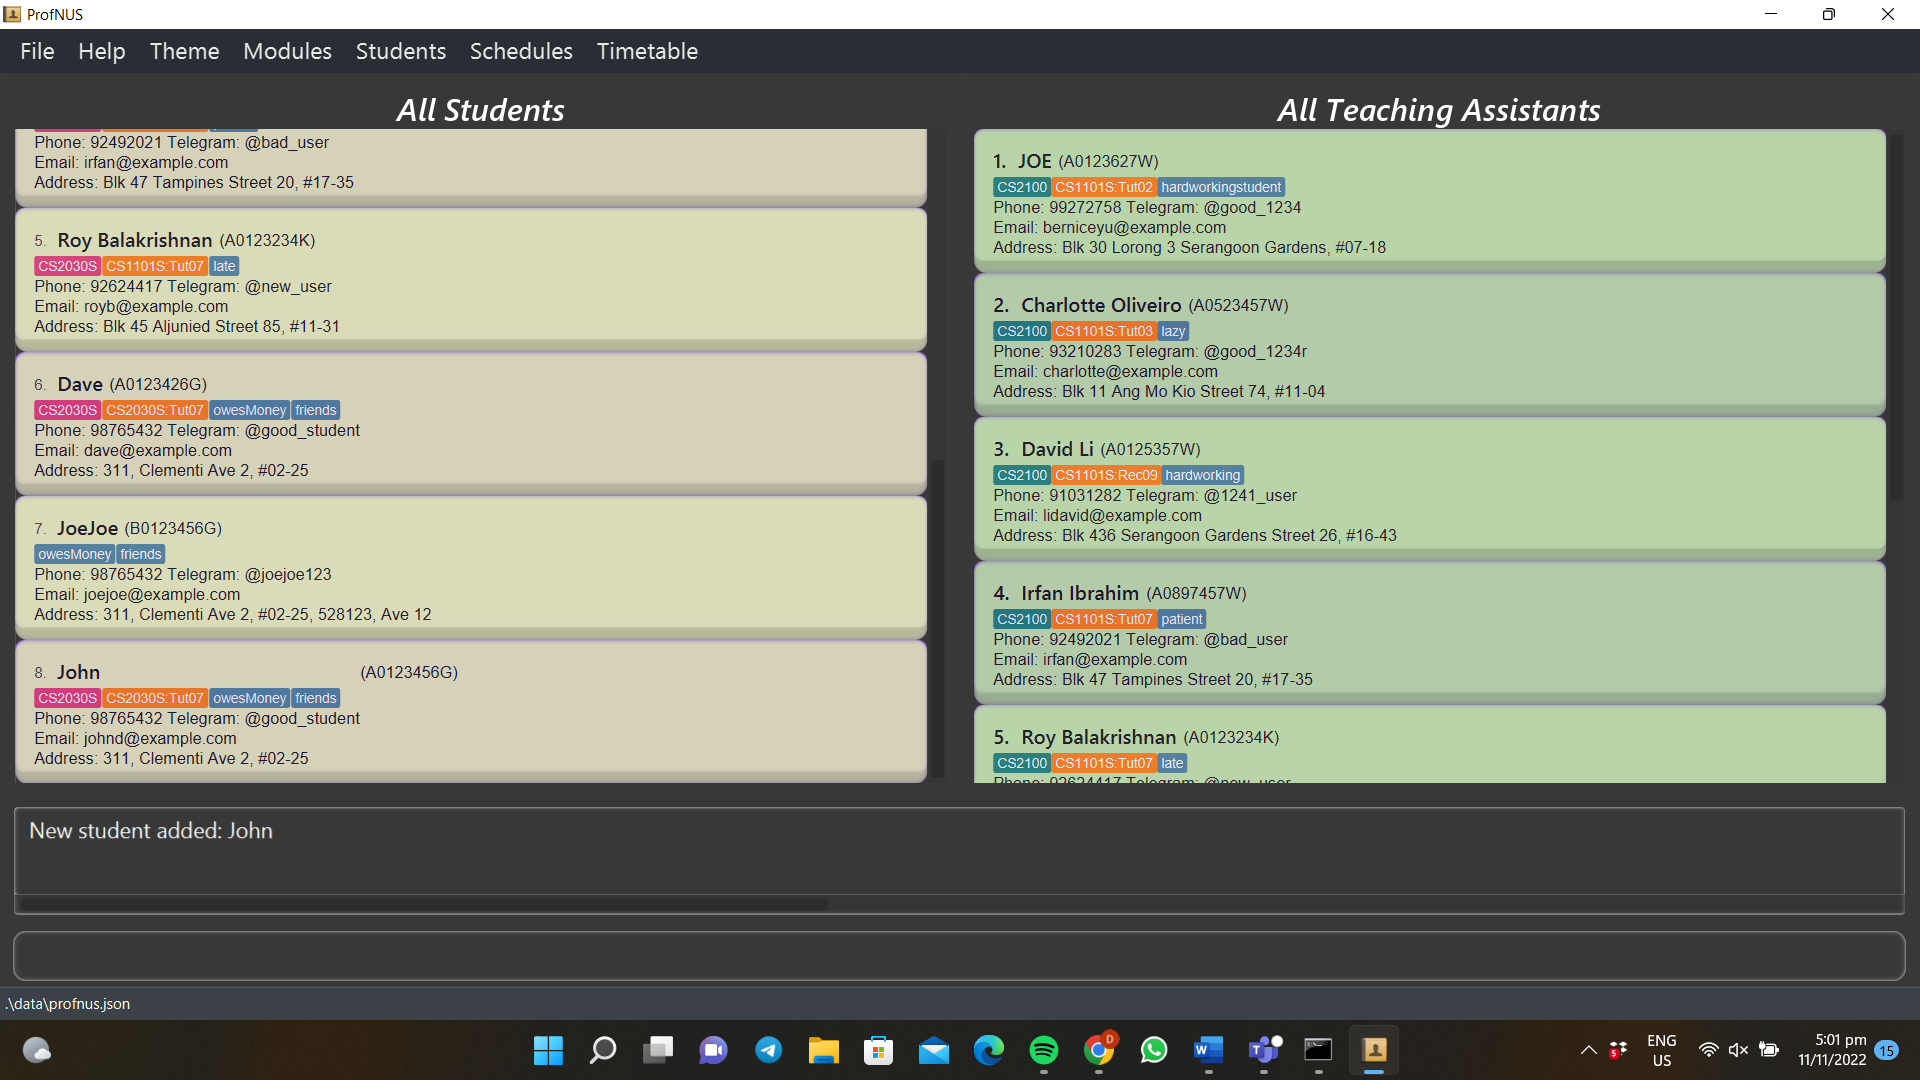 ProfNUS
File Help Theme Modules Students Schedules Timetable
All Students
Phone: 92492021 Telegram: @bad_user
Email: irfan@example.com
Address: Blk 47 Tampines Street 20, #17-35
5. Roy Balakrishnan (A0123234K)
CS2030S CS1101S:Tut07 late
Phone: 92624417 Telegram: @new_user
Email: royb@example.com
Address: Blk 45 Aljunied Street 85, #11-31
6. Dave (A0123426G)
CS2030S CS2030S:Tut07 owesMoney friends
Phone: 98765432 Telegram: @good_student
Email: dave@example.com
Address: 311, Clementi Ave 2, #02-25
7. JoeJoe (B0123456G)
owesMoney friends
Phone: 98765432 Telegram: @joejoe123
Email: joejoe@example.com
Address: 311, Clementi Ave 2, #02-25, 528123, Ave 12
8. John (A0123456G)
CS2030S CS2030S:Tut07 owesMoney friends
Phone: 98765432 Telegram: @good_student
Email: johnd@example.com
Address: 311, Clementi Ave 2, #02-25
All Teaching Assistants
1. JOE (A0123627W)
CS2100 CS1101S:Tut02 hardworkingstudent
Phone: 99272758 Telegram: @good_1234
Email: berniceyu@example.com
Address: Blk 30 Lorong 3 Serangoon Gardens, #07-18
2. Charlotte Oliveiro (A0523457W)
CS2100 CS1101S:Tut03 lazy
Phone: 93210283 Telegram: @good_1234r
Email: charlotte@example.com
Address: Blk 11 Ang Mo Kio Street 74, #11-04
3. David Li (A0125357W)
CS2100 CS1101S:Rec09 hardworking
Phone: 91031282 Telegram: @1241_user
Email: lidavid@example.com
Address: Blk 436 Serangoon Gardens Street 26, #16-43
4. Irfan Ibrahim (A0897457W)
CS2100 CS1101S:Tut07 patient
Phone: 92492021 Telegram: @bad_user
Email: irfan@example.com
Address: Blk 47 Tampines Street 20, #17-35
5. Roy Balakrishnan (A0123234K)
CS2100 CS1101S:Tut07 late
Phone: 92624417 Telegram: @new_user
New student added: John
.\data\profnus.json
ENG
US
5:01 pm
11/11/2022
15